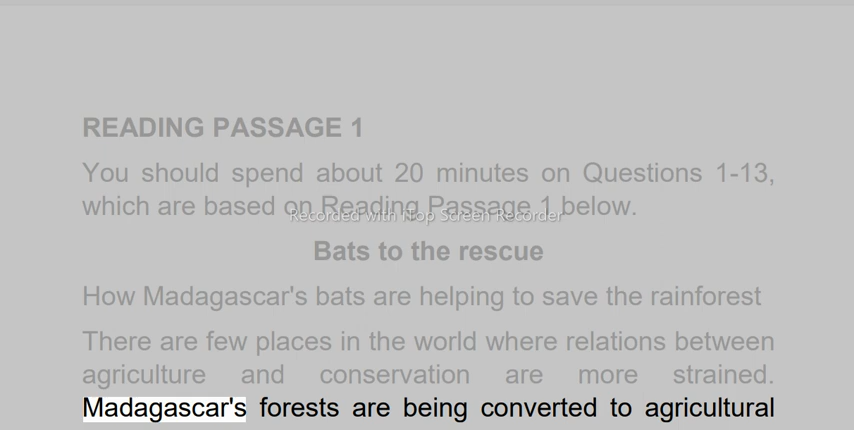 READING PASSAGE 1
You should spend about 20 minutes on Questions 1-13,
which are based on Reading Passage 1 below.
Recorded with iTop Screen Recorder
Bats to the rescue
How Madagascar's bats are helping to save the rainforest
There are few places in the world where relations between
agriculture and conservation are more strained.
Madagascar's forests are being converted to agricultural